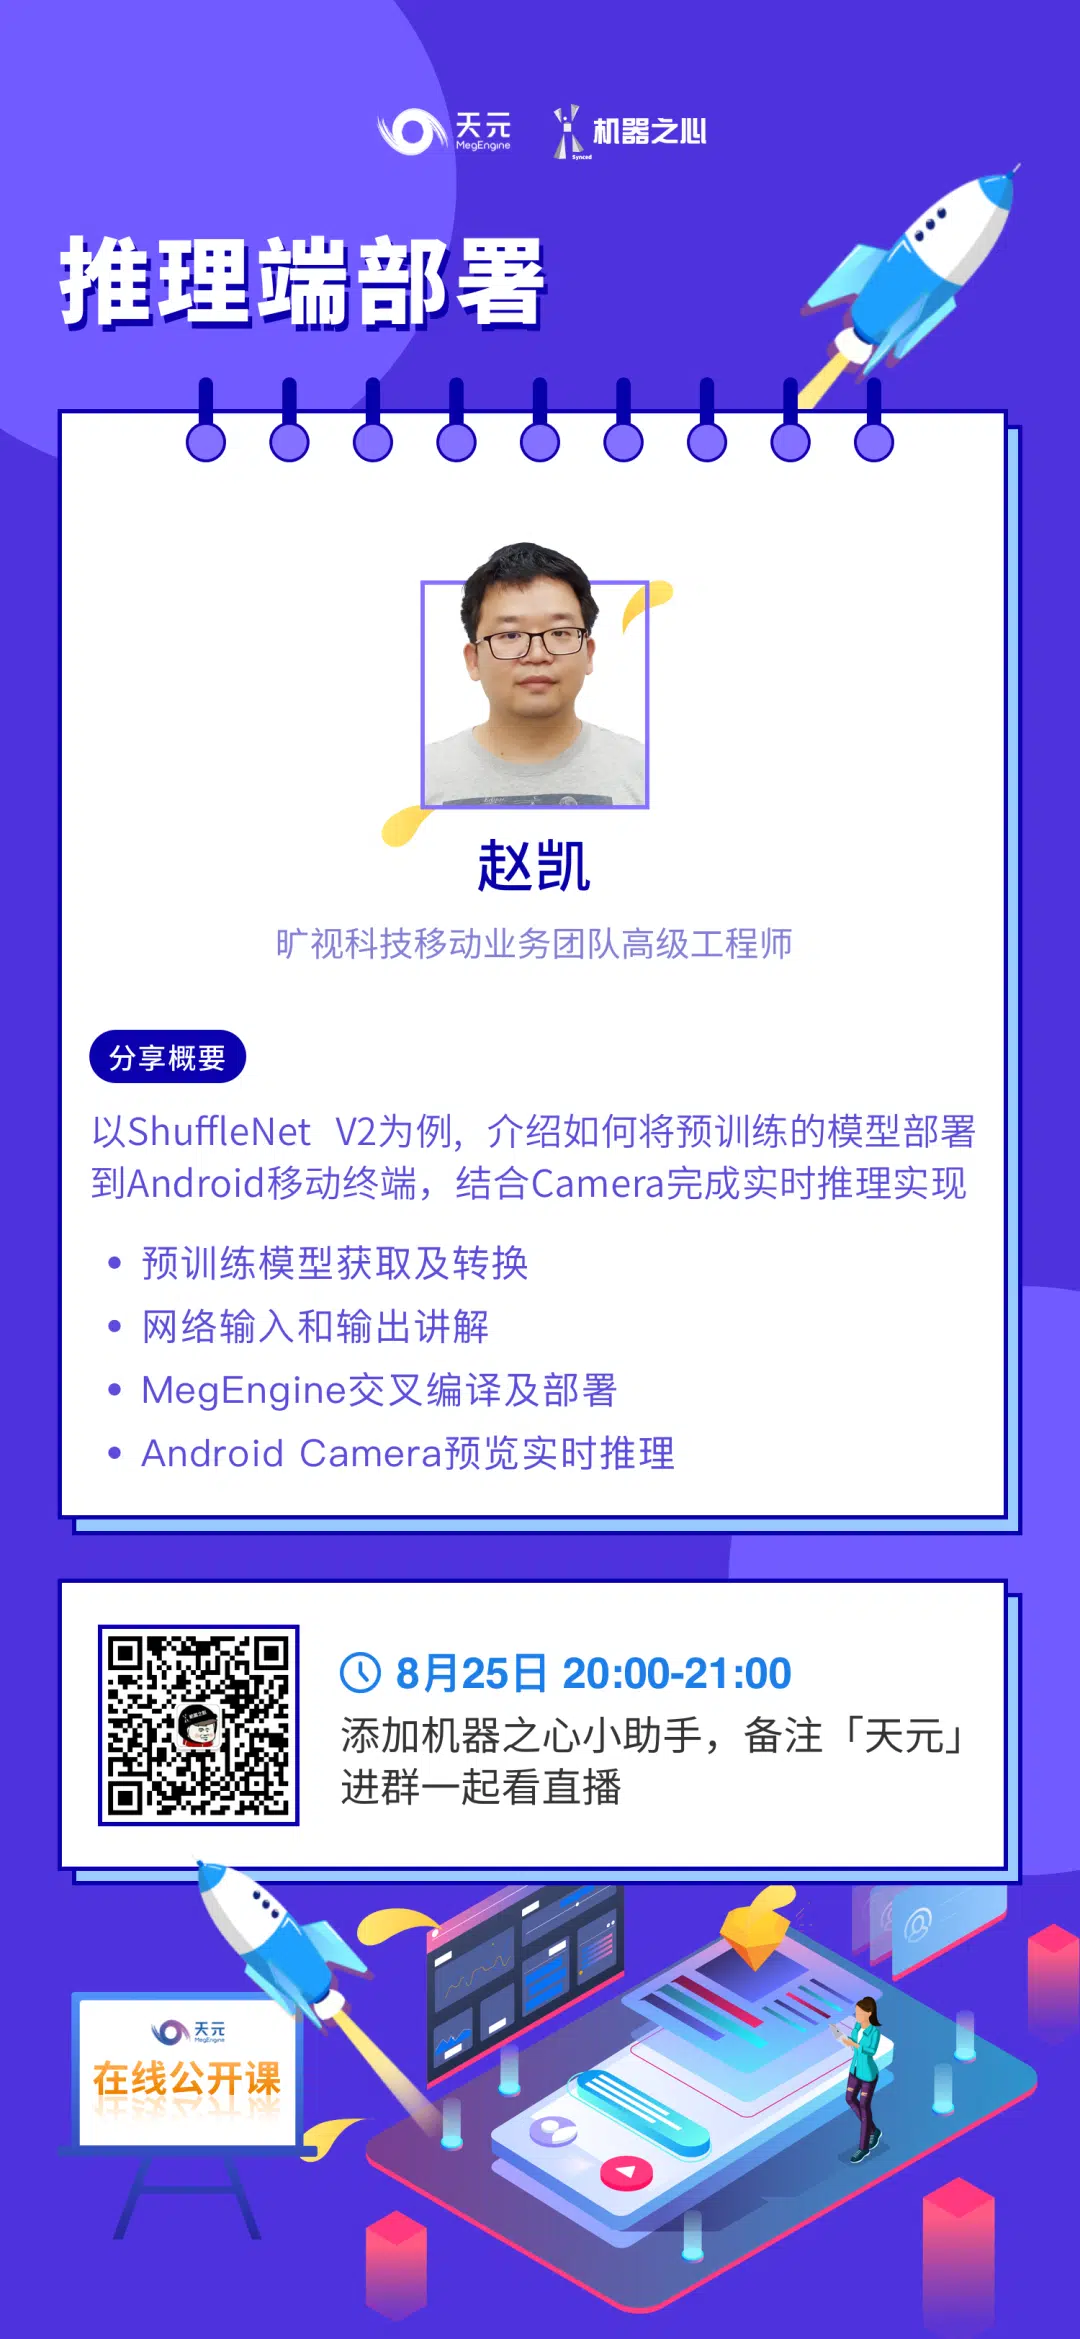 天元
MegEngine
Synced
机器之心
推理端部署
赵凯
旷视科技移动业务团队高级工程师
分享概要
以ShuffleNet V2为例，介绍如何将预训练的模型部署
到Android移动终端，结合Camera完成实时推理实现
• 预训练模型获取及转换
• 网络输入和输出讲解
• MegEngine交叉编译及部署
• Android Camera预览实时推理
8月25日 20:00-21:00
添加机器之心小助手，备注「天元」
进群一起看直播
天元
MegEngine
在线公开课